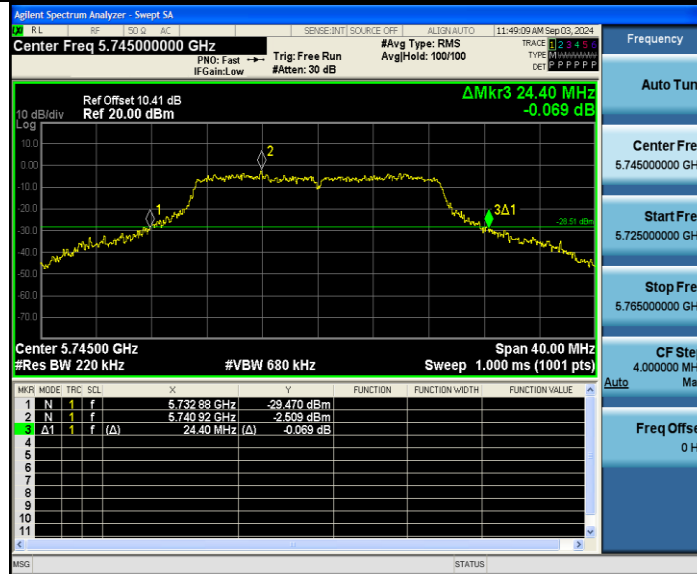 Agilent Spectrum Analyzer - Swept SA
RL RF 50 Ω AC SENSE:INT SOURCE OFF ALIGN AUTO 11:49:09 AM Sep 03, 2024
Center Freq 5.745000000 GHz
PNO: Fast
IFGain:Low
Trig: Free Run
#Atten: 30 dB
#Avg Type: RMS
Avg|Hold: 100/100
TRACE 1 2 3 4 5 6
TYPE M
DET P P P P P P
ΔMkr3 24.40 MHz
-0.069 dB
Ref Offset 10.41 dB
Ref 20.00 dBm
10 dB/div
Log
10.0
0.00
-10.0
-20.0
-30.0
-40.0
-50.0
-60.0
-70.0
2
1
3Δ1
-28.51 dBm
Center 5.74500 GHz
Span 40.00 MHz
#Res BW 220 kHz
#VBW 680 kHz
Sweep 1.000 ms (1001 pts)
MKR MODE TRC SCL X Y FUNCTION FUNCTION WIDTH FUNCTION VALUE
1 N 1 f 5.732 88 GHz -29.470 dBm
2 N 1 f 5.740 92 GHz -2.509 dBm
3 Δ1 1 f (Δ) 24.40 MHz (Δ) -0.069 dB
4
5
6
7
8
9
10
11
MSG STATUS
Frequency
Auto Tun
Center Fre
5.745000000 GH
Start Fre
5.725000000 GH
Stop Fre
5.765000000 GH
CF Ste
4.000000 MH
Auto Ma
Freq Offse
0 H